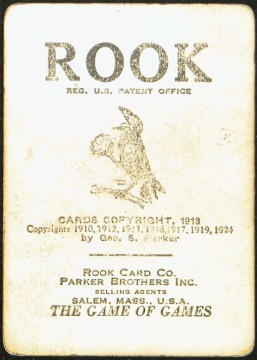 ROOK
REG. U.S. PATENT OFFICE
CARDS COPYRIGHT, 1913
Copyrights 1910, 1912, 1913, 1916, 1917, 1919, 1924
by Geo. S. Parker
ROOK CARD CO.
PARKER BROTHERS INC.
SELLING AGENTS
SALEM, MASS., U.S.A.
THE GAME OF GAMES